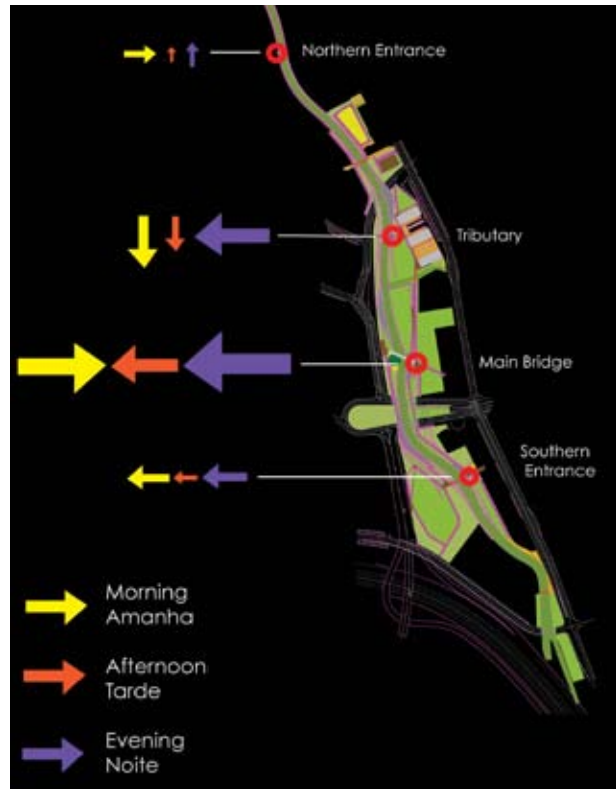 Northern Entrance
Tributary
Main Bridge
Southern
Entrance
Morning
Amanha
Afternoon
Tarde
Evening
Noite